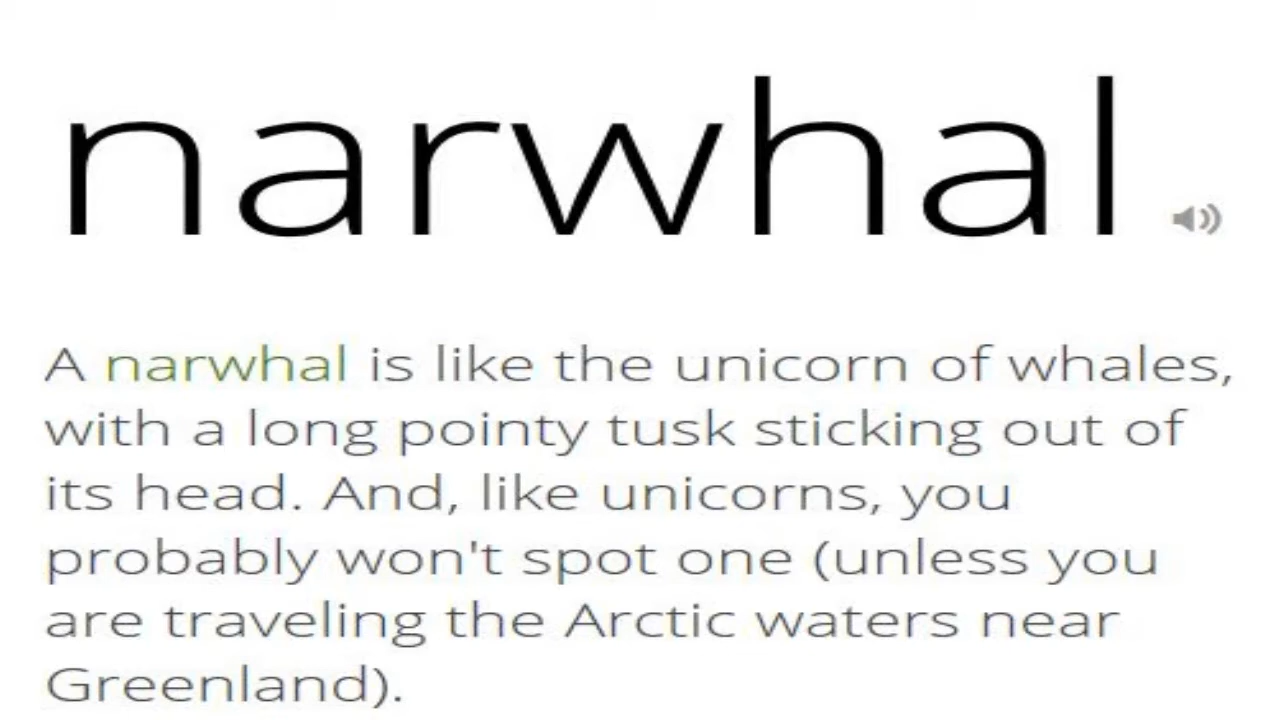 narwhal
A narwhal is like the unicorn of whales,
with a long pointy tusk sticking out of
its head. And, like unicorns, you
probably won't spot one (unless you
are traveling the Arctic waters near
Greenland).